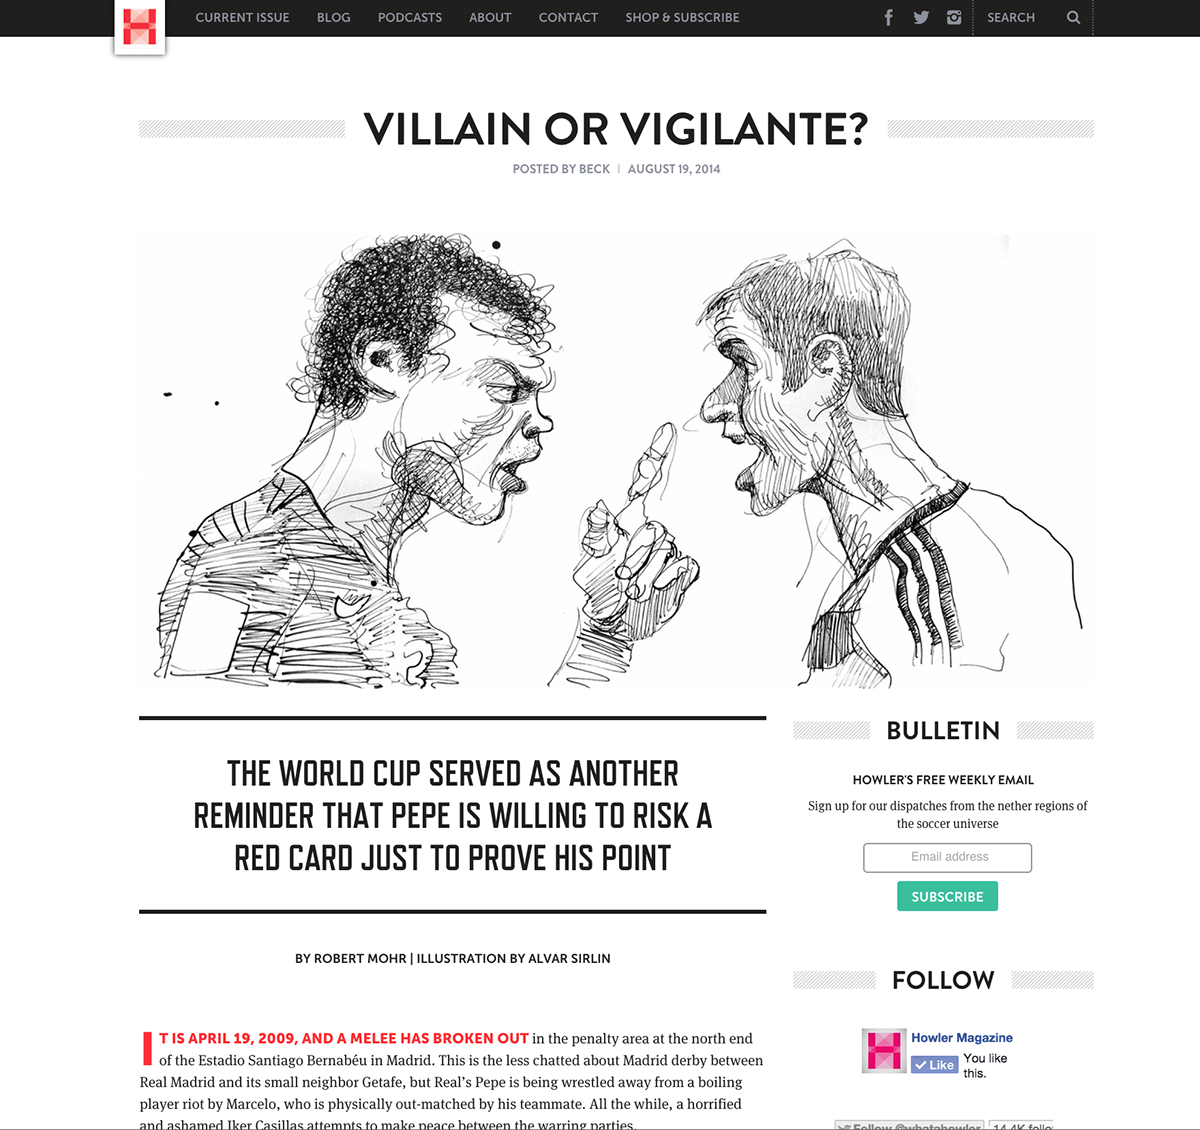 CURRENT ISSUE BLOG PODCASTS ABOUT CONTACT SHOP & SUBSCRIBE SEARCH
H
VILLAIN OR VIGILANTE?
POSTED BY BECK | AUGUST 19, 2014
THE WORLD CUP SERVED AS ANOTHER
REMINDER THAT PEPE IS WILLING TO RISK A
RED CARD JUST TO PROVE HIS POINT
BY ROBERT MOHR | ILLUSTRATION BY ALVAR SIRLIN
IT IS APRIL 19, 2009, AND A MELEE HAS BROKEN OUT in the penalty area at the north end
of the Estadio Santiago Bernabéu in Madrid. This is the less chatted about Madrid derby between
Real Madrid and its small neighbor Getafe, but Real's Pepe is being wrestled away from a boiling
player riot by Marcelo, who is physically out-matched by his teammate. All the while, a horrified
and ashamed Iker Casillas attempts to make peace between the warring parties.
BULLETIN
HOWLER'S FREE WEEKLY EMAIL
Sign up for our dispatches from the nether regions of
the soccer universe
Email address
SUBSCRIBE
FOLLOW
Howler Magazine
Like You like
this.
Follow @whatahowler 14.4K